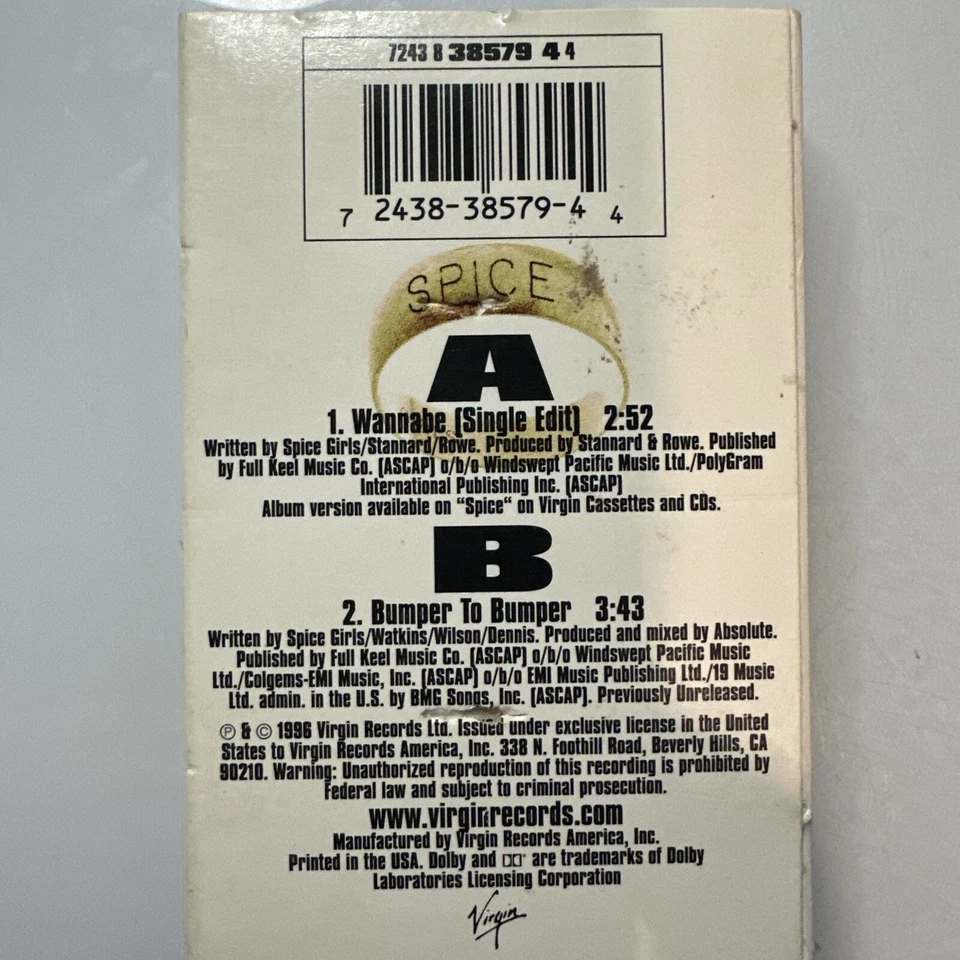 7243 8 38579 4 4
7 2438-38579-4 4
SPICE
A
1. Wannabe (Single Edit) 2:52
Written by Spice Girls/Stannard/Rowe. Produced by Stannard & Rowe. Published
by Full Keel Music Co. (ASCAP) o/b/o Windswept Pacific Music Ltd./PolyGram
International Publishing Inc. (ASCAP)
Album version available on “Spice“ on Virgin Cassettes and CDs.
B
2. Bumper To Bumper 3:43
Written by Spice Girls/Watkins/Wilson/Dennis. Produced and mixed by Absolute.
Published by Full Keel Music Co. (ASCAP) o/b/o Windswept Pacific Music
Ltd./Colgems-EMI Music, Inc. (ASCAP) o/b/o EMI Music Publishing Ltd./19 Music
Ltd. admin. in the U.S. by BMG Songs, Inc. (ASCAP). Previously Unreleased.
℗ & © 1996 Virgin Records Ltd. Issued under exclusive license in the United
States to Virgin Records America, Inc. 338 N. Foothill Road, Beverly Hills, CA
90210. Warning: Unauthorized reproduction of this recording is prohibited by
Federal law and subject to criminal prosecution.
www.virginrecords.com
Manufactured by Virgin Records America, Inc.
Printed in the USA. Dolby and are trademarks of Dolby
Laboratories Licensing Corporation
Virgin